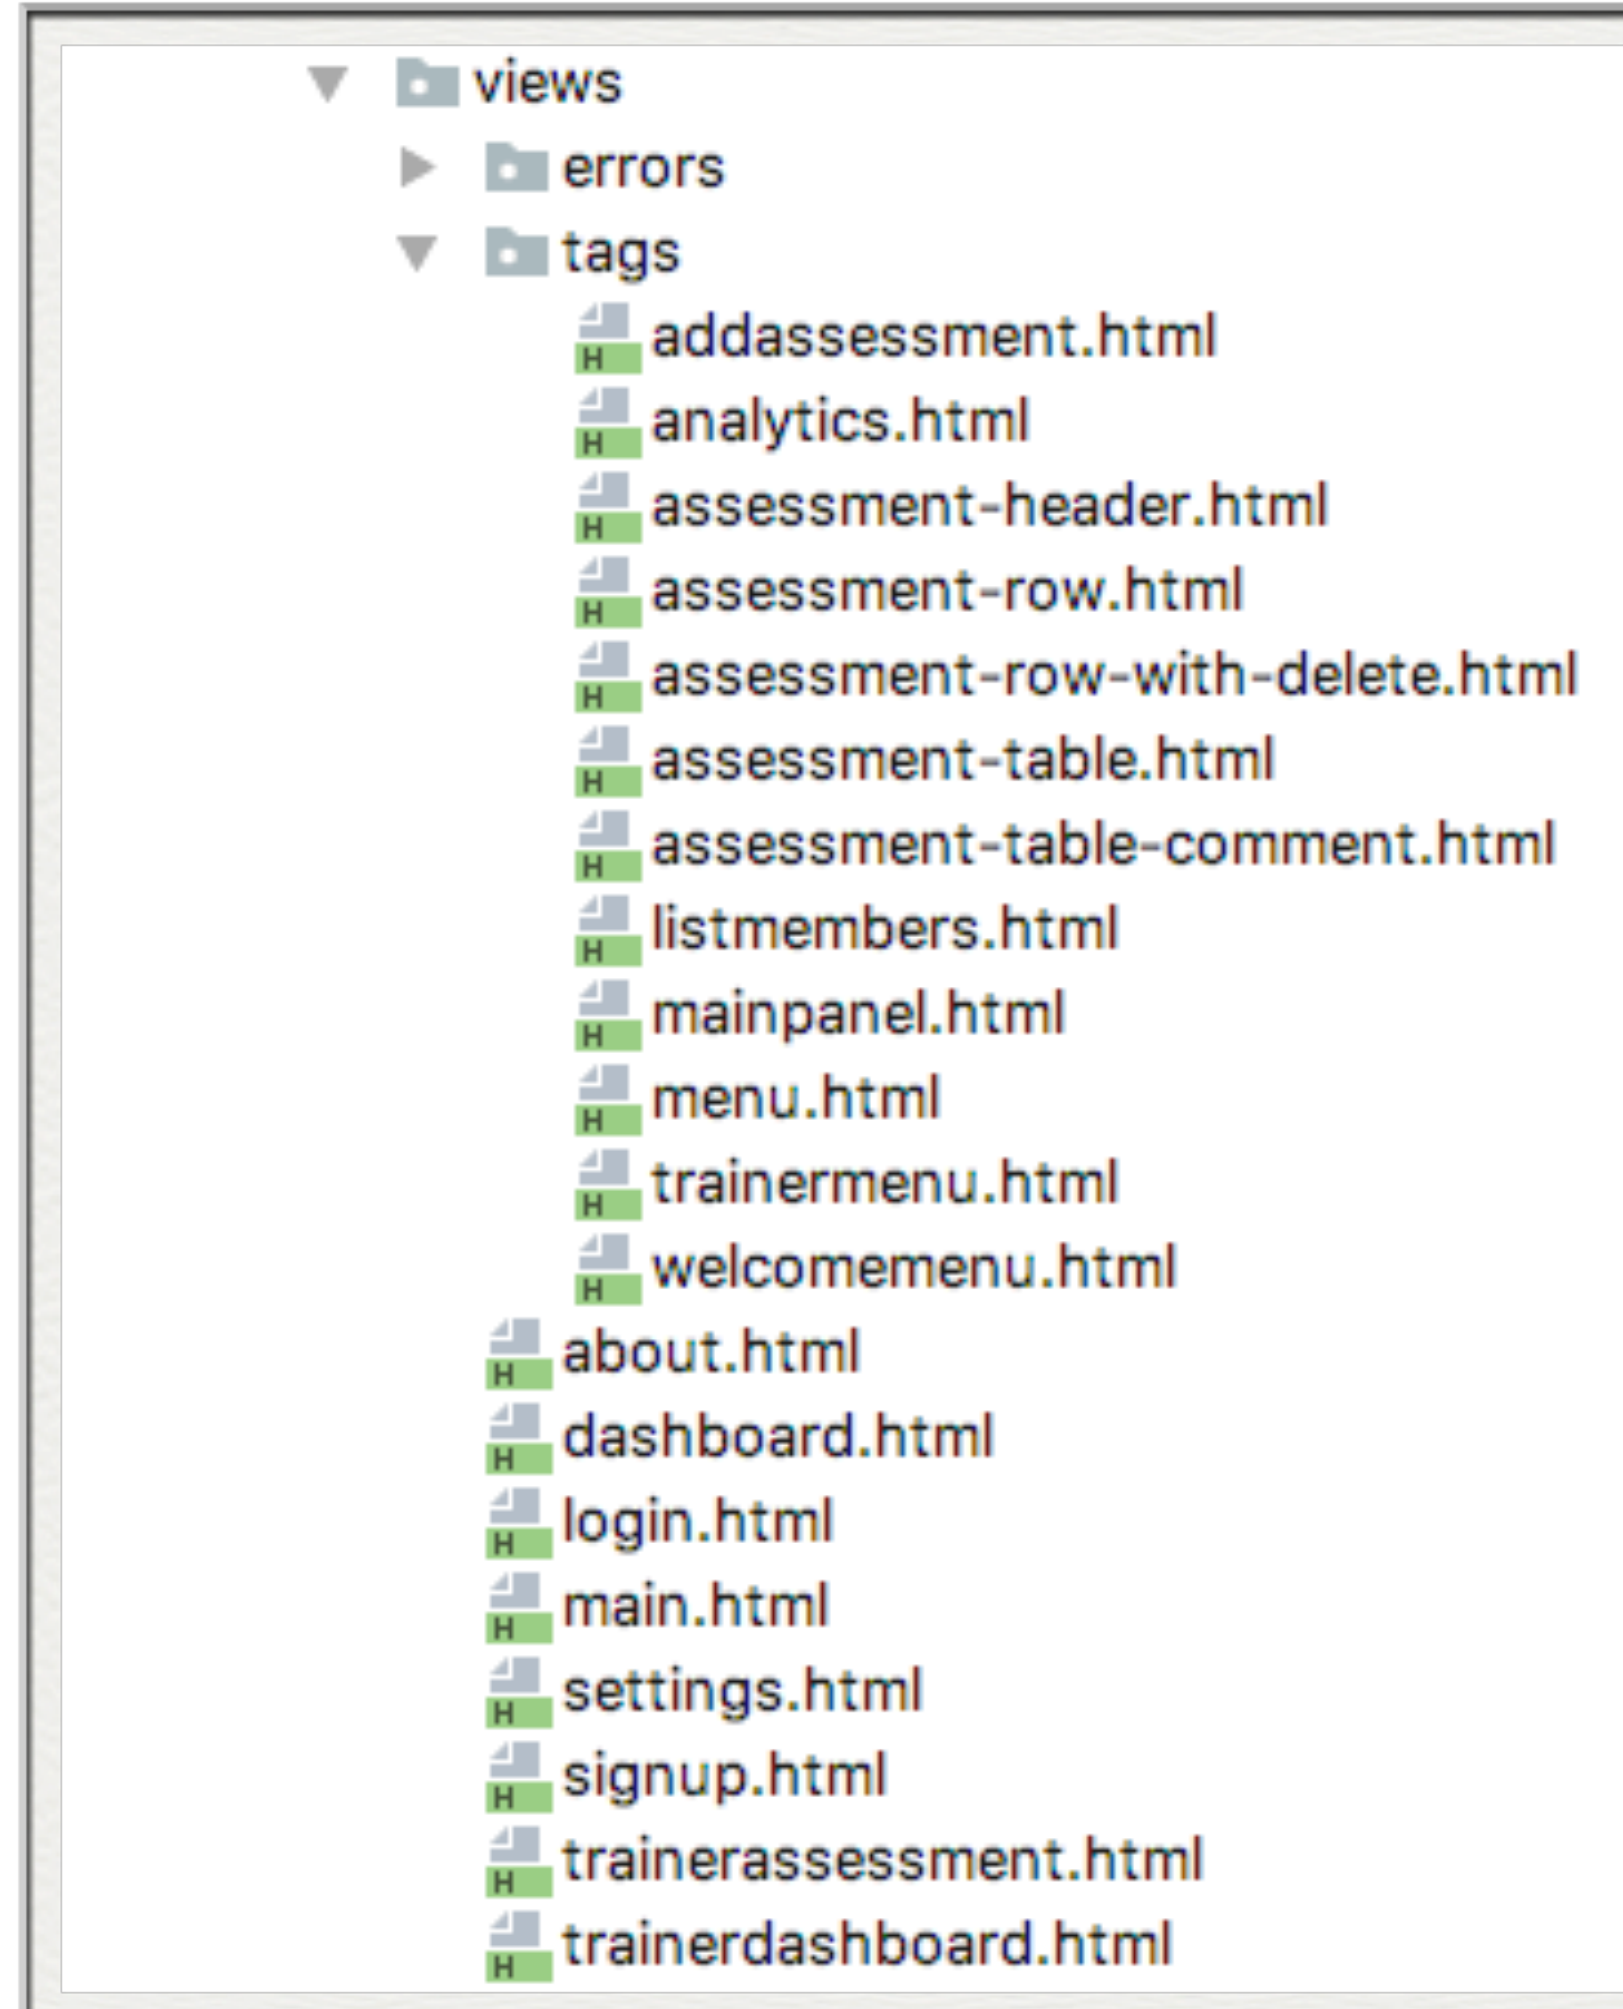 views
errors
tags
H addassessment.html
H analytics.html
H assessment-header.html
H assessment-row.html
H assessment-row-with-delete.html
H assessment-table.html
H assessment-table-comment.html
H listmembers.html
H mainpanel.html
H menu.html
H trainermenu.html
H welcomemenu.html
H about.html
H dashboard.html
H login.html
H main.html
H settings.html
H signup.html
H trainerassessment.html
H trainerdashboard.html